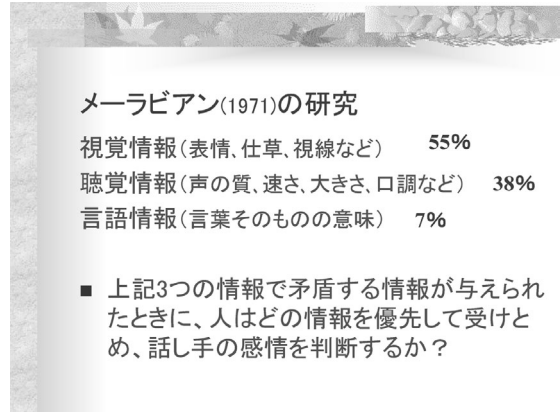 メーラビアン(1971)の研究
視覚情報(表情、仕草、視線など) 55%
聴覚情報(声の質、速さ、大きさ、口調など) 38%
言語情報(言葉そのものの意味) 7%
■ 上記3つの情報で矛盾する情報が与えられ
たときに、人はどの情報を優先して受けと
め、話し手の感情を判断するか?